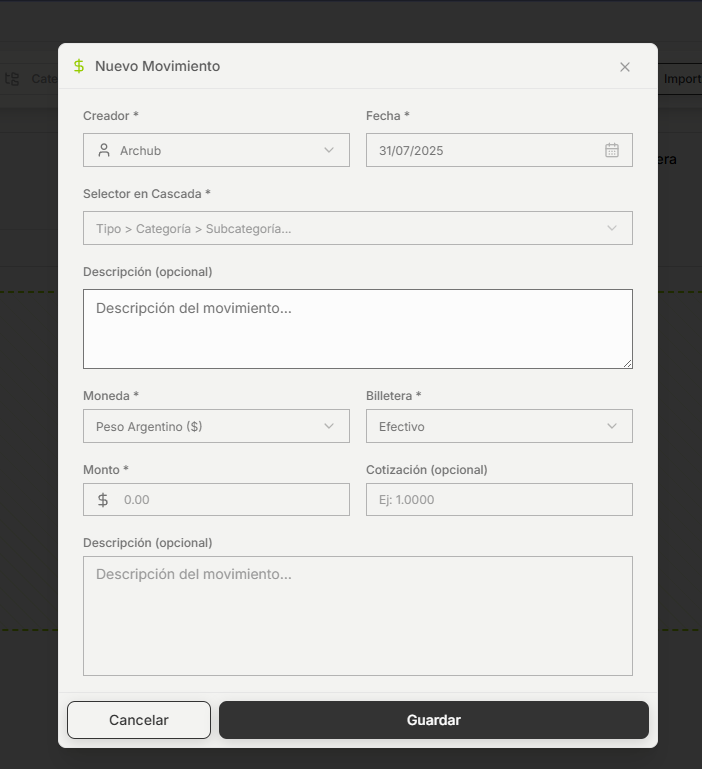 Nuevo Movimiento
Cate
Import
Creador *
Fecha *
Archub
31/07/2025
era
Selector en Cascada *
Tipo > Categoría > Subcategoría...
Descripción (opcional)
Descripción del movimiento...
Moneda *
Billetera *
Peso Argentino ($)
Efectivo
Monto *
Cotización (opcional)
$ 0.00
Ej: 1.0000
Descripción (opcional)
Descripción del movimiento...
Cancelar
Guardar